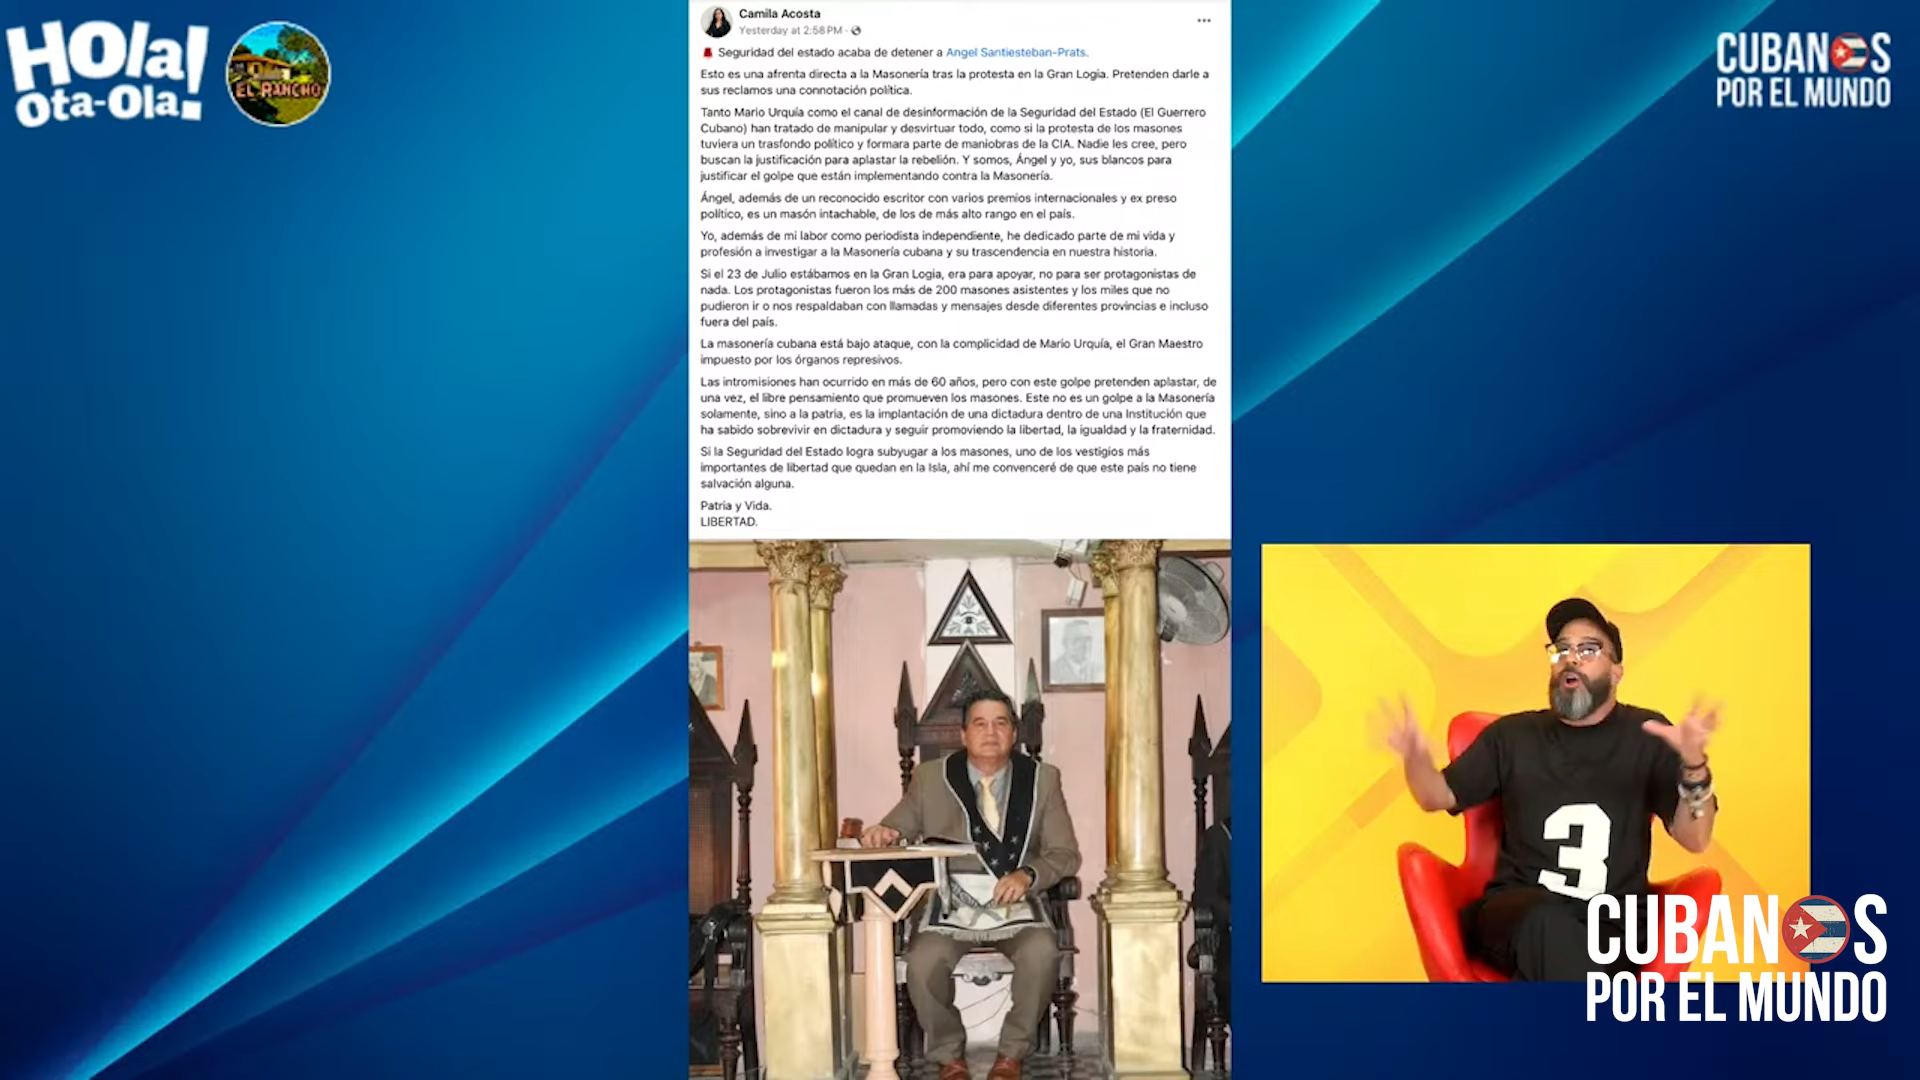 HOla!
Ota-Ola!
EL RANCHO
Camila Acosta
Yesterday at 2:58 PM ·
Seguridad del estado acaba de detener a Angel Santiesteban-Prats.
Esto es una afrenta directa a la Masonería tras la protesta en la Gran Logia. Pretenden darle a
sus reclamos una connotación política.
Tanto Mario Urquía como el canal de desinformación de la Seguridad del Estado (El Guerrero
Cubano) han tratado de manipular y desvirtuar todo, como si la protesta de los masones
tuviera un trasfondo político y formara parte de maniobras de la CIA. Nadie les cree, pero
buscan la justificación para aplastar la rebelión. Y somos, Ángel y yo, sus blancos para
justificar el golpe que están implementando contra la Masonería.
Ángel, además de un reconocido escritor con varios premios internacionales y ex preso
político, es un masón intachable, de los de más alto rango en el país.
Yo, además de mi labor como periodista independiente, he dedicado parte de mi vida y
profesión a investigar a la Masonería cubana y su trascendencia en nuestra historia.
Si el 23 de Julio estábamos en la Gran Logia, era para apoyar, no para ser protagonistas de
nada. Los protagonistas fueron los más de 200 masones asistentes y los miles que no
pudieron ir o nos respaldaban con llamadas y mensajes desde diferentes provincias e incluso
fuera del país.
La masonería cubana está bajo ataque, con la complicidad de Mario Urquía, el Gran Maestro
impuesto por los órganos represivos.
Las intromisiones han ocurrido en más de 60 años, pero con este golpe pretenden aplastar, de
una vez, el libre pensamiento que promueven los masones. Este no es un golpe a la Masonería
solamente, sino a la patria, es la implantación de una dictadura dentro de una Institución que
ha sabido sobrevivir en dictadura y seguir promoviendo la libertad, la igualdad y la fraternidad.
Si la Seguridad del Estado logra subyugar a los masones, uno de los vestigios más
importantes de libertad que quedan en la Isla, ahí me convenceré de que este país no tiene
salvación alguna.
Patria y Vida.
LIBERTAD.
CUBANOS
POR EL MUNDO
3
CUBANOS
POR EL MUNDO